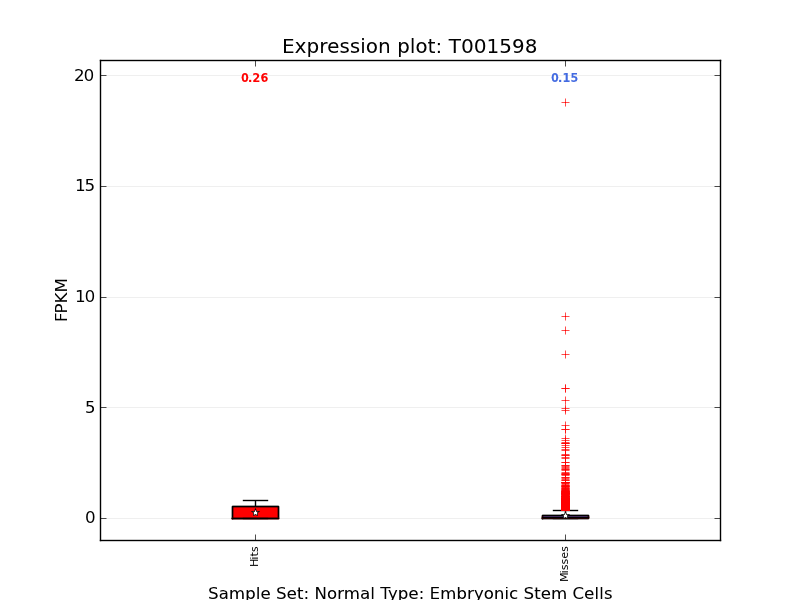 Expression plot: T001598
0.26
0.15
20
15
10
5
0
FPKM
Hits
Misses
Sample Set: Normal Type: Embryonic Stem Cells